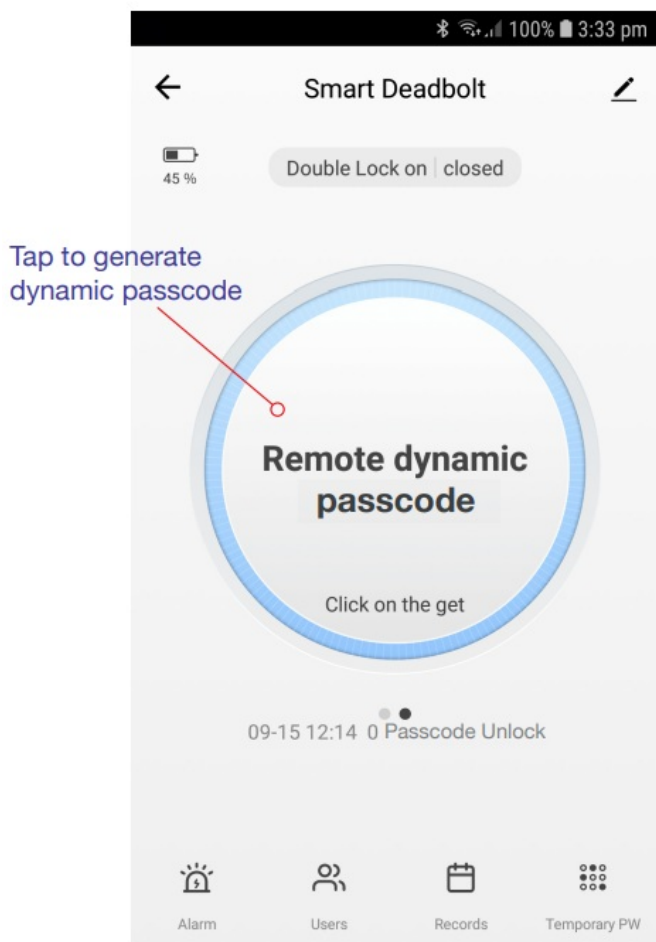 100% 3:33 pm
Smart Deadbolt
45 %
Double Lock on | closed
Tap to generate
dynamic passcode
Remote dynamic
passcode
Click on the get
09-15 12:14 0 Passcode Unlock
Alarm Users Records Temporary PW